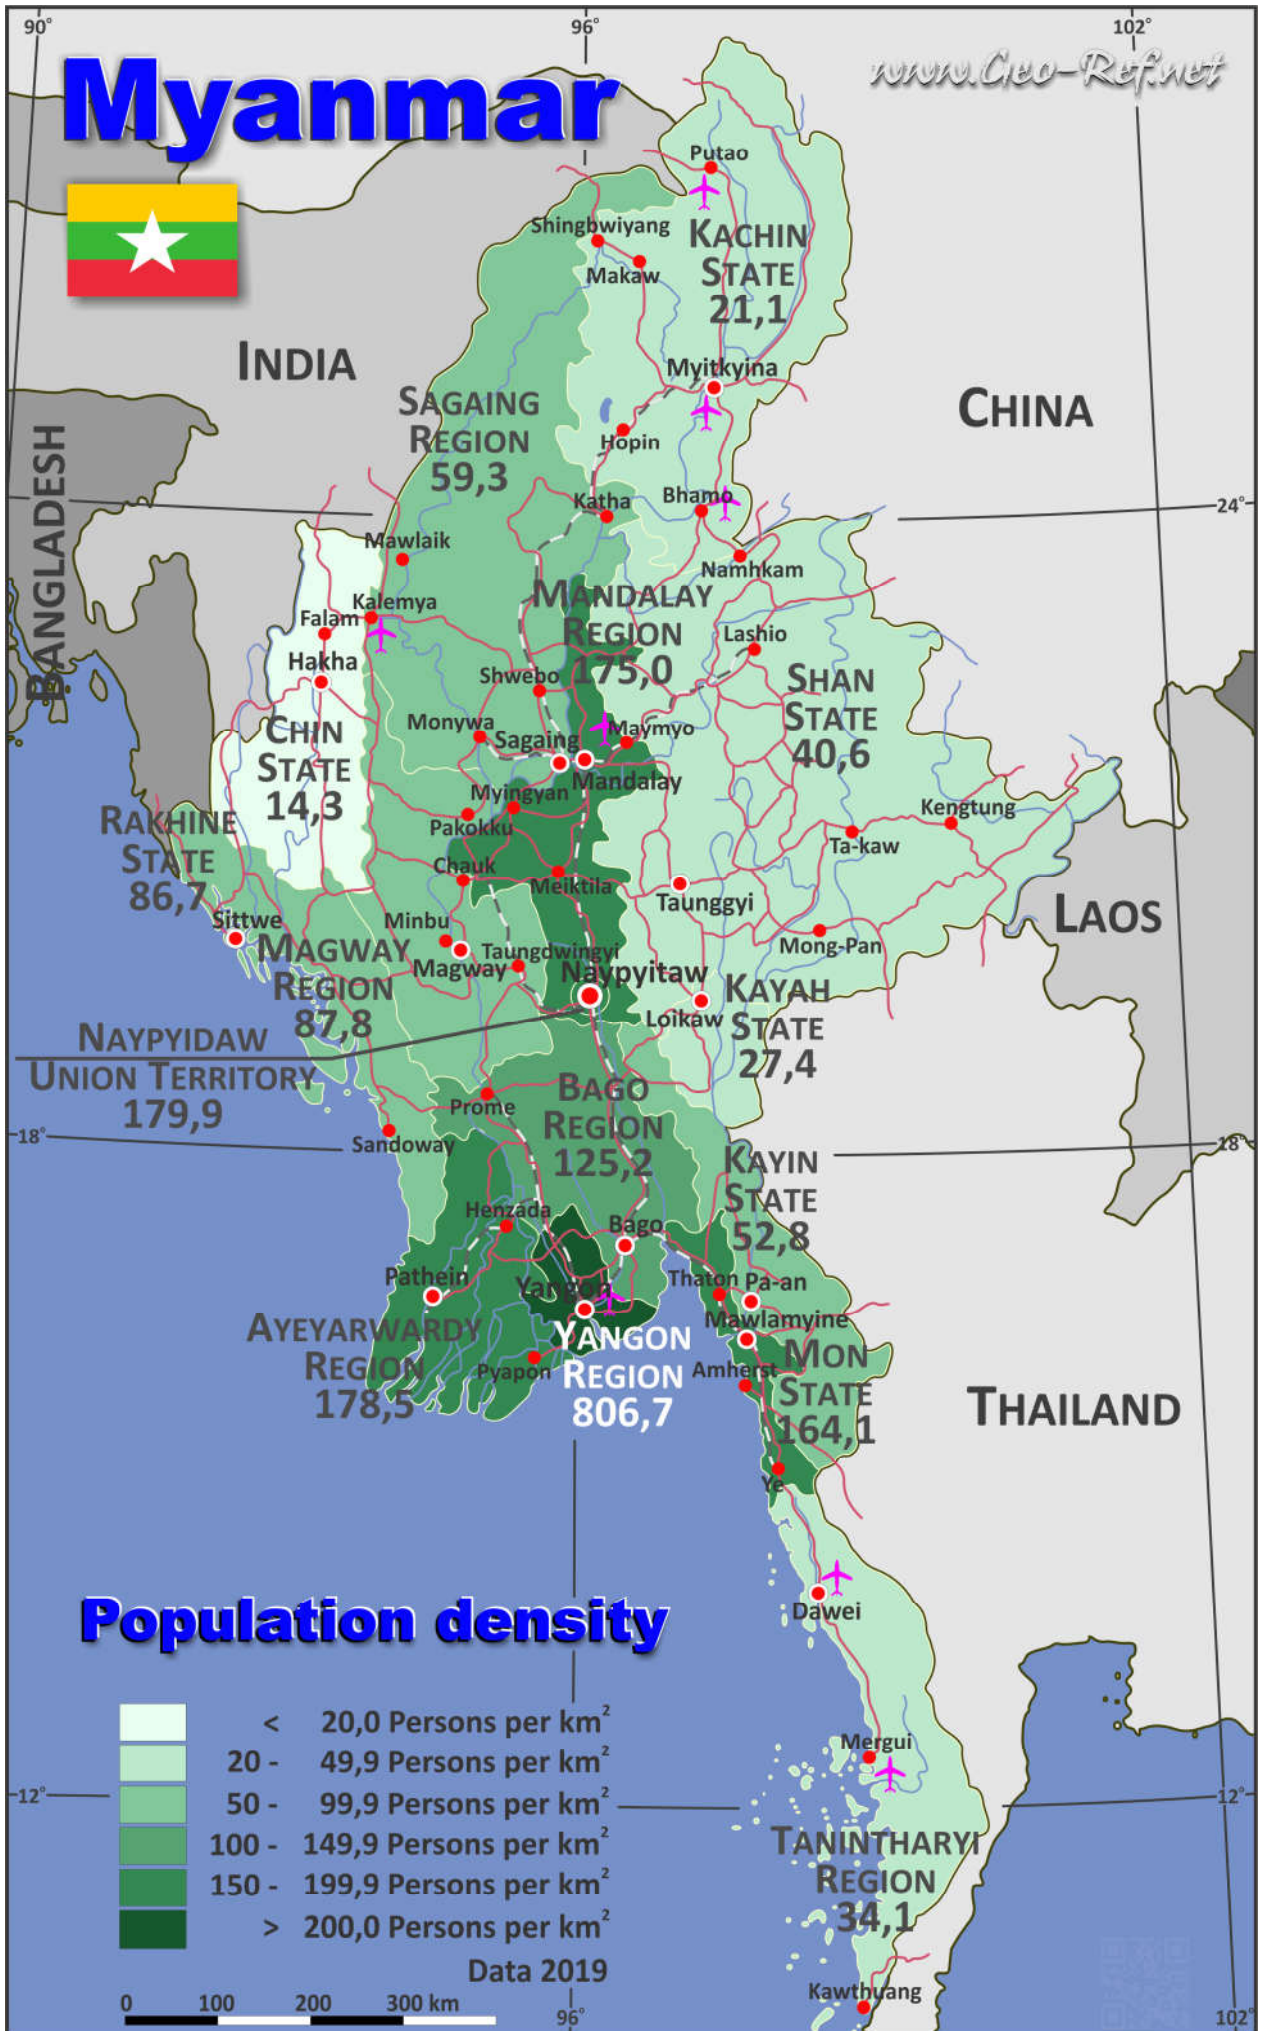 90°
96°
102°
Myanmar
www.Geo-Ref.net
Putao
Shingbwiyang
KACHIN
STATE
21,1
Makaw
INDIA
Myitkyina
SAGAING
REGION
59,3
CHINA
Hopin
BANGLADESH
Katha
Bhamo
24°
Mawlaik
Namhkam
MANDALAY
REGION
175,0
Kalemya
Falam
Lashio
Hakha
Shwebo
SHAN
STATE
40,6
Monywa
Sagaing
Maymyo
CHIN
STATE
14,3
Mandalay
Myingyan
Pakokku
Kengtung
Ta-kaw
RAKHINE
STATE
86,7
Chauk
Meiktila
Taunggyi
LAOS
Sittwe
Minbu
Mong-Pan
MAGWAY
REGION
87,8
Taungdwingyi
Magway
Naypyitaw
Loikaw
KAYAH
STATE
27,4
NAYPYIDAW
UNION TERRITORY
179,9
Prome
BAGO
REGION
125,2
18°
Sandoway
18°
KAYIN
STATE
52,8
Henzada
Bago
Pathein
Yangon
Thaton
Pa-an
Mawlamyine
AYEYARWARDY
REGION
178,5
YANGON
REGION
806,7
Pyapon
Amherst
MON
STATE
164,1
THAILAND
Ye
Dawei
Population density
< 20,0 Persons per km²
20 - 49,9 Persons per km²
50 - 99,9 Persons per km²
100 - 149,9 Persons per km²
150 - 199,9 Persons per km²
> 200,0 Persons per km²
Data 2019
Mergui
12°
12°
TANINTHARYI
REGION
34,1
Kawthuang
0 100 200 300 km
96°
102°